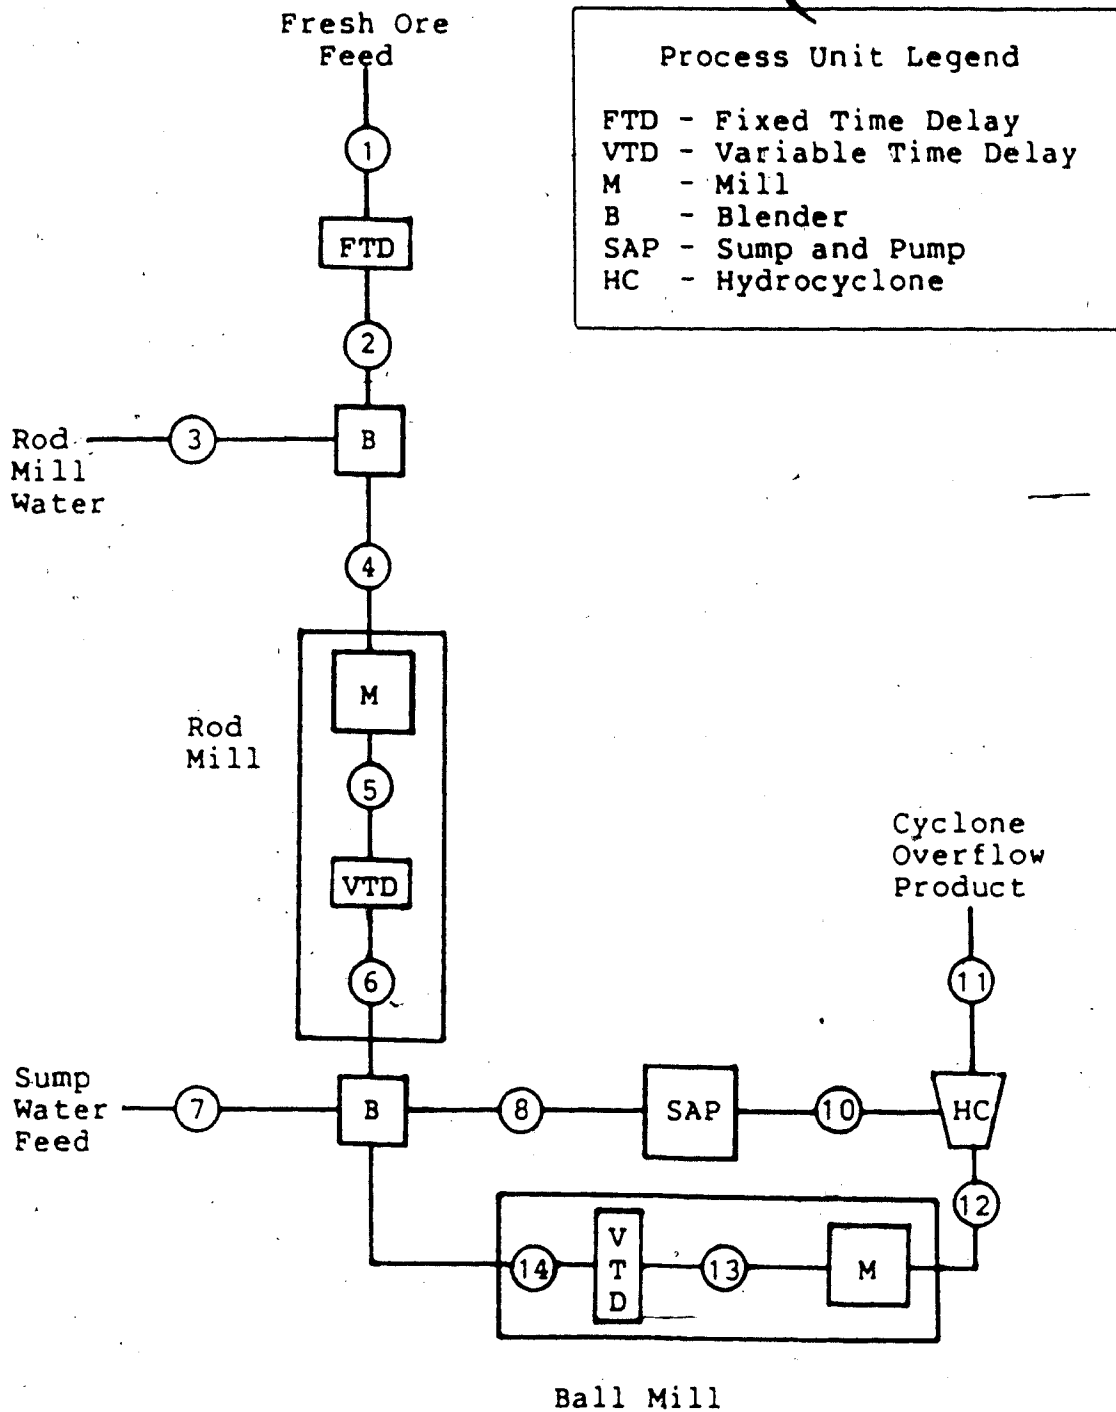 Fresh Ore
Feed
Process Unit Legend
FTD - Fixed Time Delay
VTD - Variable Time Delay
M - Mill
B - Blender
SAP - Sump and Pump
HC - Hydrocyclone
1
FTD
2
Rod
Mill
Water
3
B
4
M
Rod
Mill
5
VTD
6
Cyclone
Overflow
Product
11
Sump
Water
Feed
7
B
8
SAP
10
HC
12
14
V
T
D
13
M
Ball Mill